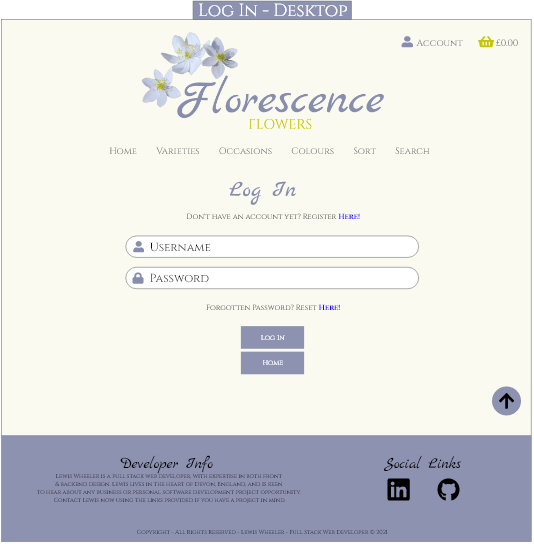 Log In - Desktop
Account £0.00
Florescence
Flowers
Home Varieties Occasions Colours Sort Search
Log In
Don't have an account yet? Register Here!
Username
Password
Forgotten Password? Reset Here!
Log In
Home
Developer Info
Lewis Wheeler is a full stack web developer, with expertise in both front
& backend design. Lewis lives in the heart of Devon, England, and is keen
to hear about any business or personal software development project opportunity.
Contact Lewis now using the links provided if you have a project in mind.
Social Links
Copyright - All Rights Reserved - Lewis Wheeler - Full Stack Web Developer © 2021